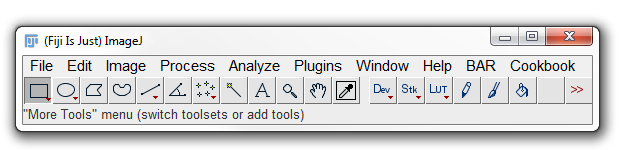 (Fiji Is Just) ImageJ
File Edit Image Process Analyze Plugins Window Help BAR Cookbook
A Dev Stk LUT >>
"More Tools" menu (switch toolsets or add tools)